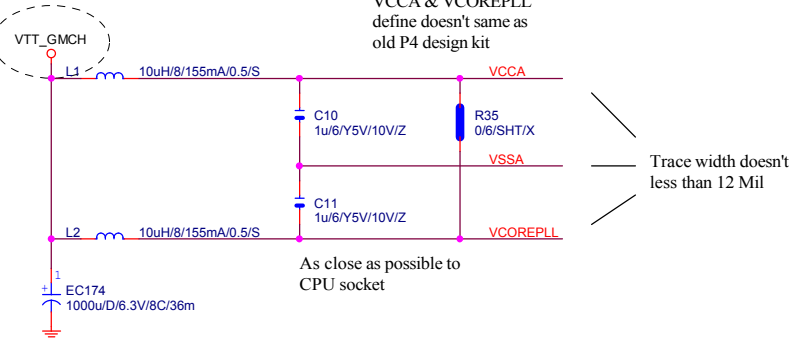 VCCA & VCOREPLL
define doesn't same as
old P4 design kit
VTT_GMCH
L1
10uH/8/155mA/0.5/S
VCCA
C10
1u/6/Y5V/10V/Z
R35
0/6/SHT/X
VSSA
Trace width doesn't
less than 12 Mil
C11
1u/6/Y5V/10V/Z
L2
10uH/8/155mA/0.5/S
VCOREPLL
As close as possible to
CPU socket
1
+
EC174
1000u/D/6.3V/8C/36m